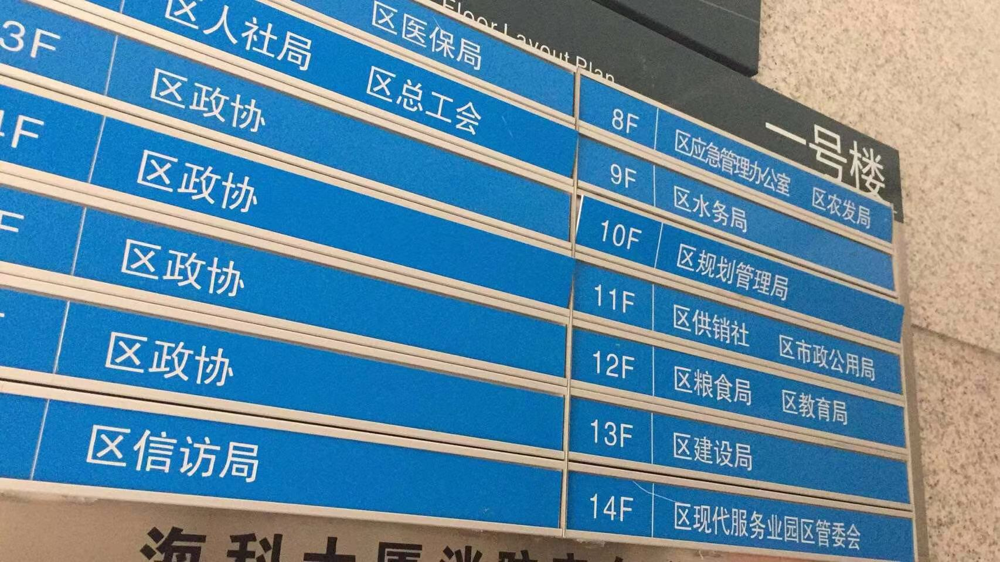 Floor Layout Plan
一号楼
区医保局
区人社局 区总工会
3F 区政协
4F 区政协
F 区政协
区政协
区信访局
8F 区应急管理办公室 区农发局
9F 区水务局
10F 区规划管理局
11F 区供销社 区市政公用局
12F 区粮食局 区教育局
13F 区建设局
14F 区现代服务业园区管委会
海科大厦消防